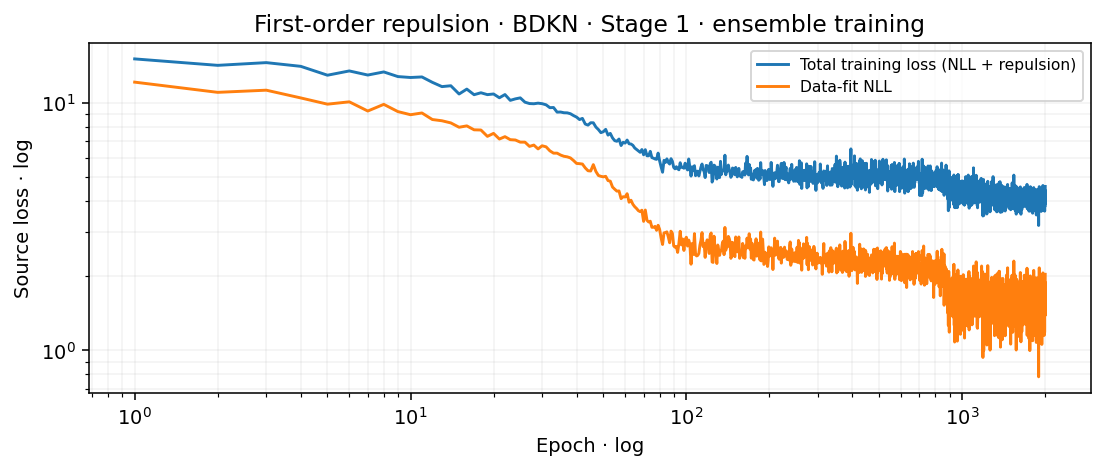 First-order repulsion · BDKN · Stage 1 · ensemble training
Total training loss (NLL + repulsion)
Data-fit NLL
Source loss · log
10¹
10⁰
10⁰ 10¹ 10² 10³
Epoch · log